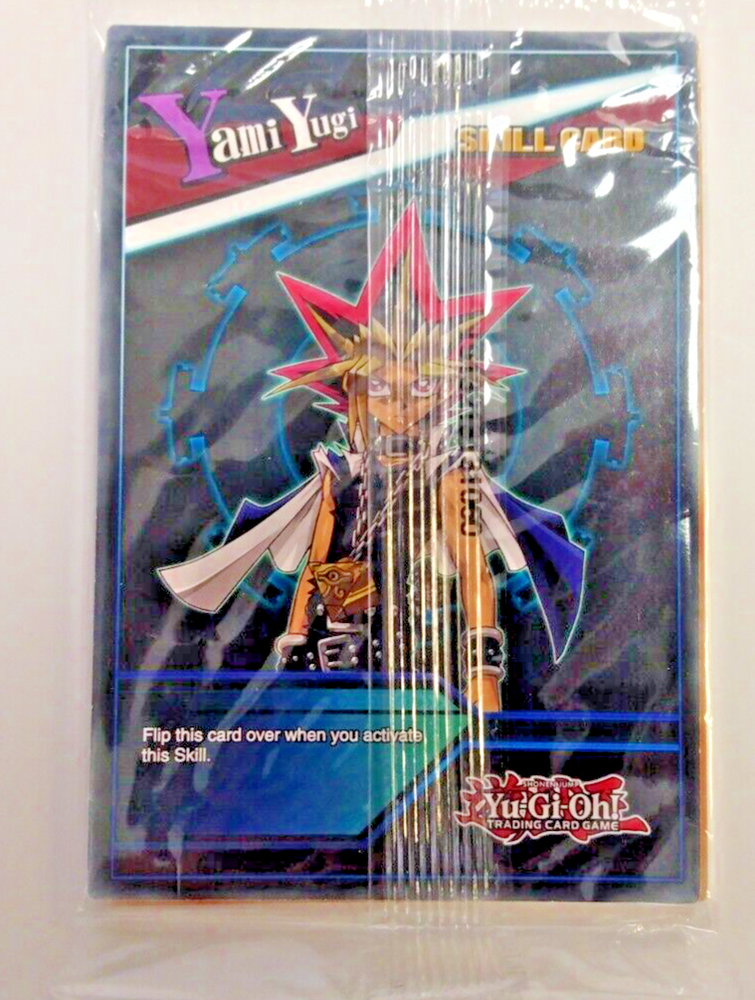 Yami Yugi
SKILL CARD
Flip this card over when you activate
this Skill.
SHONEN JUMP
Yu-Gi-Oh!
TRADING CARD GAME